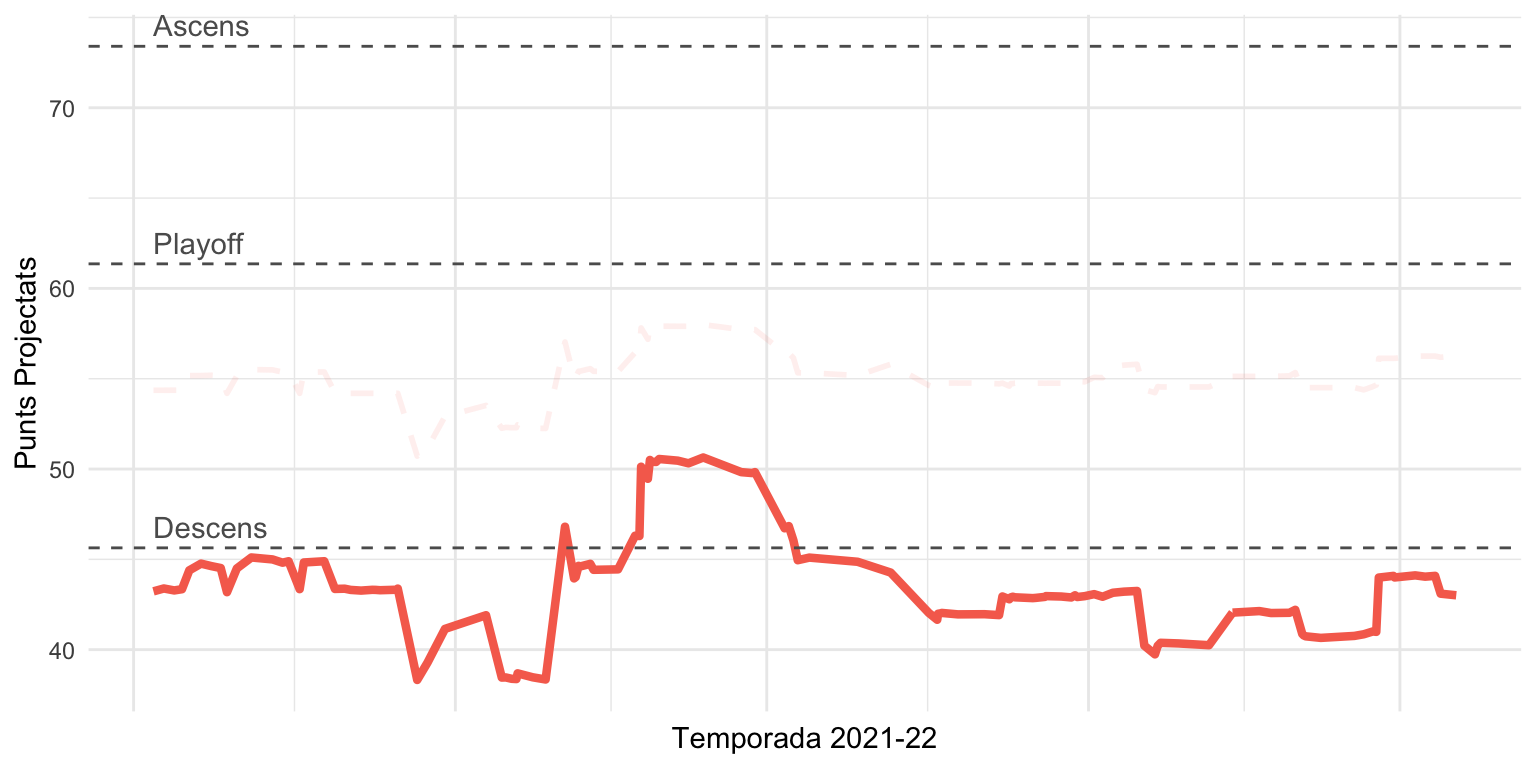 Ascens
70
Playoff
60
50
Descens
40
Punts Projectats
Temporada 2021-22